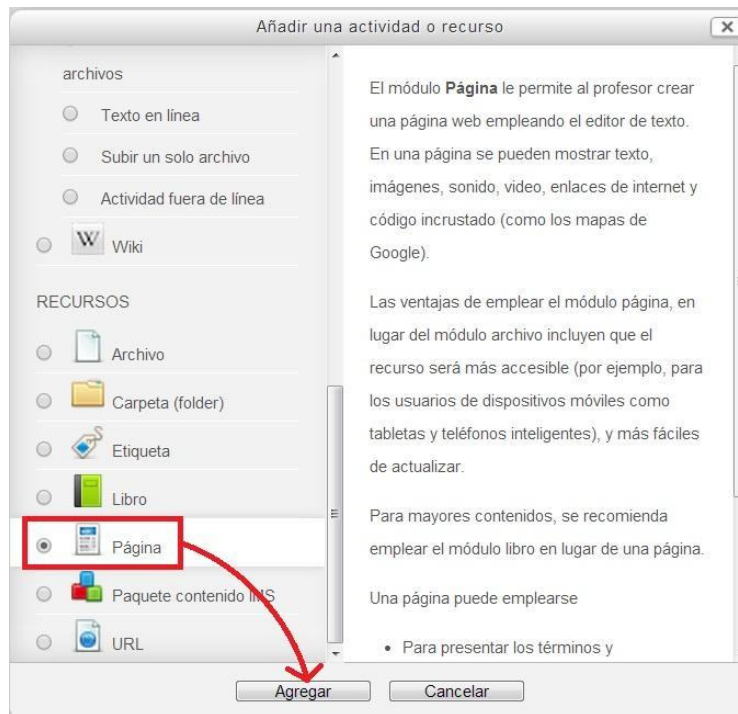 Añadir una actividad o recurso
archivos
Texto en línea
Subir un solo archivo
Actividad fuera de línea
W Wiki
RECURSOS
Archivo
Carpeta (folder)
Etiqueta
Libro
Página
Paquete contenido IMS
URL
El módulo Página le permite al profesor crear
una página web empleando el editor de texto.
En una página se pueden mostrar texto,
imágenes, sonido, video, enlaces de internet y
código incrustado (como los mapas de
Google).
Las ventajas de emplear el módulo página, en
lugar del módulo archivo incluyen que el
recurso será más accesible (por ejemplo, para
los usuarios de dispositivos móviles como
tabletas y teléfonos inteligentes), y más fáciles
de actualizar.
Para mayores contenidos, se recomienda
emplear el módulo libro en lugar de una página.
Una página puede emplearse
• Para presentar los términos y
Agregar
Cancelar